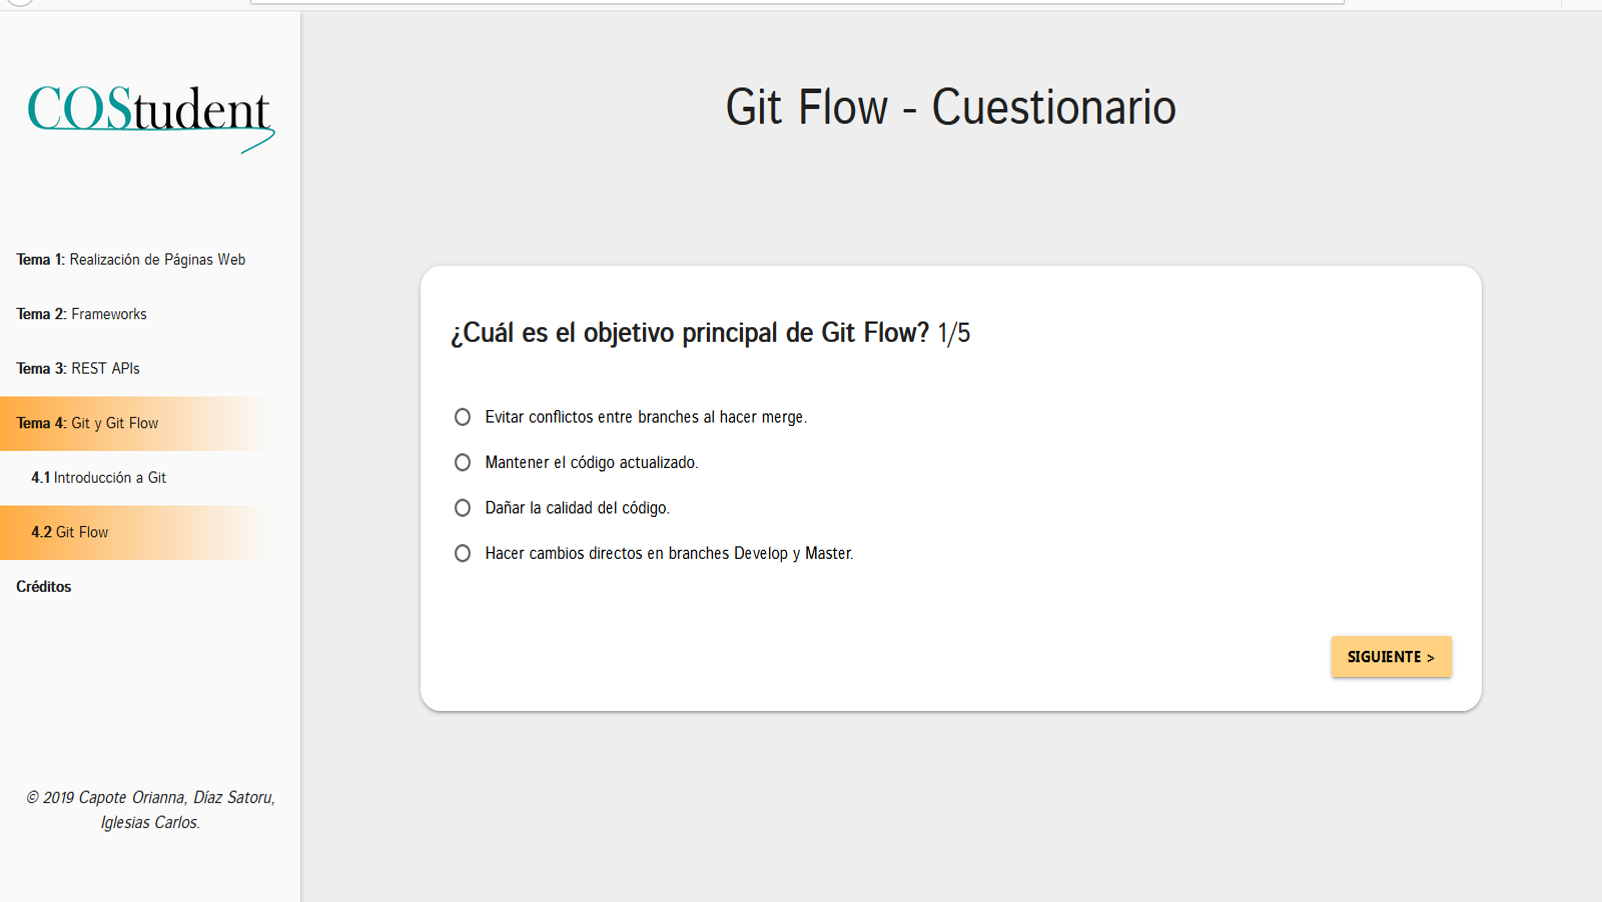 COStudent
Tema 1: Realización de Páginas Web
Tema 2: Frameworks
Tema 3: REST APIs
Tema 4: Git y Git Flow
4.1 Introducción a Git
4.2 Git Flow
Créditos
© 2019 Capote Orianna, Díaz Satoru,
Iglesias Carlos.
Git Flow - Cuestionario
¿Cuál es el objetivo principal de Git Flow? 1/5
Evitar conflictos entre branches al hacer merge.
Mantener el código actualizado.
Dañar la calidad del código.
Hacer cambios directos en branches Develop y Master.
SIGUIENTE >